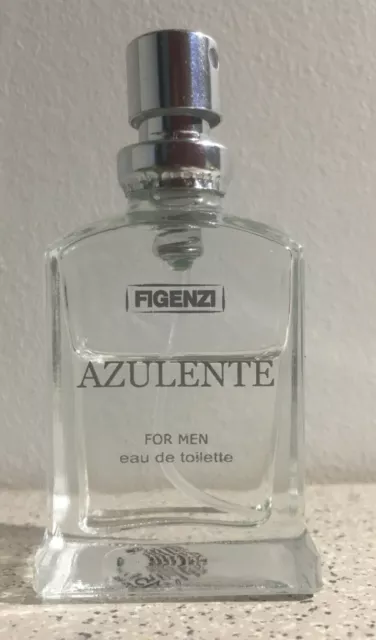 FIGENZI
AZULENTE
FOR MEN
eau de toilette